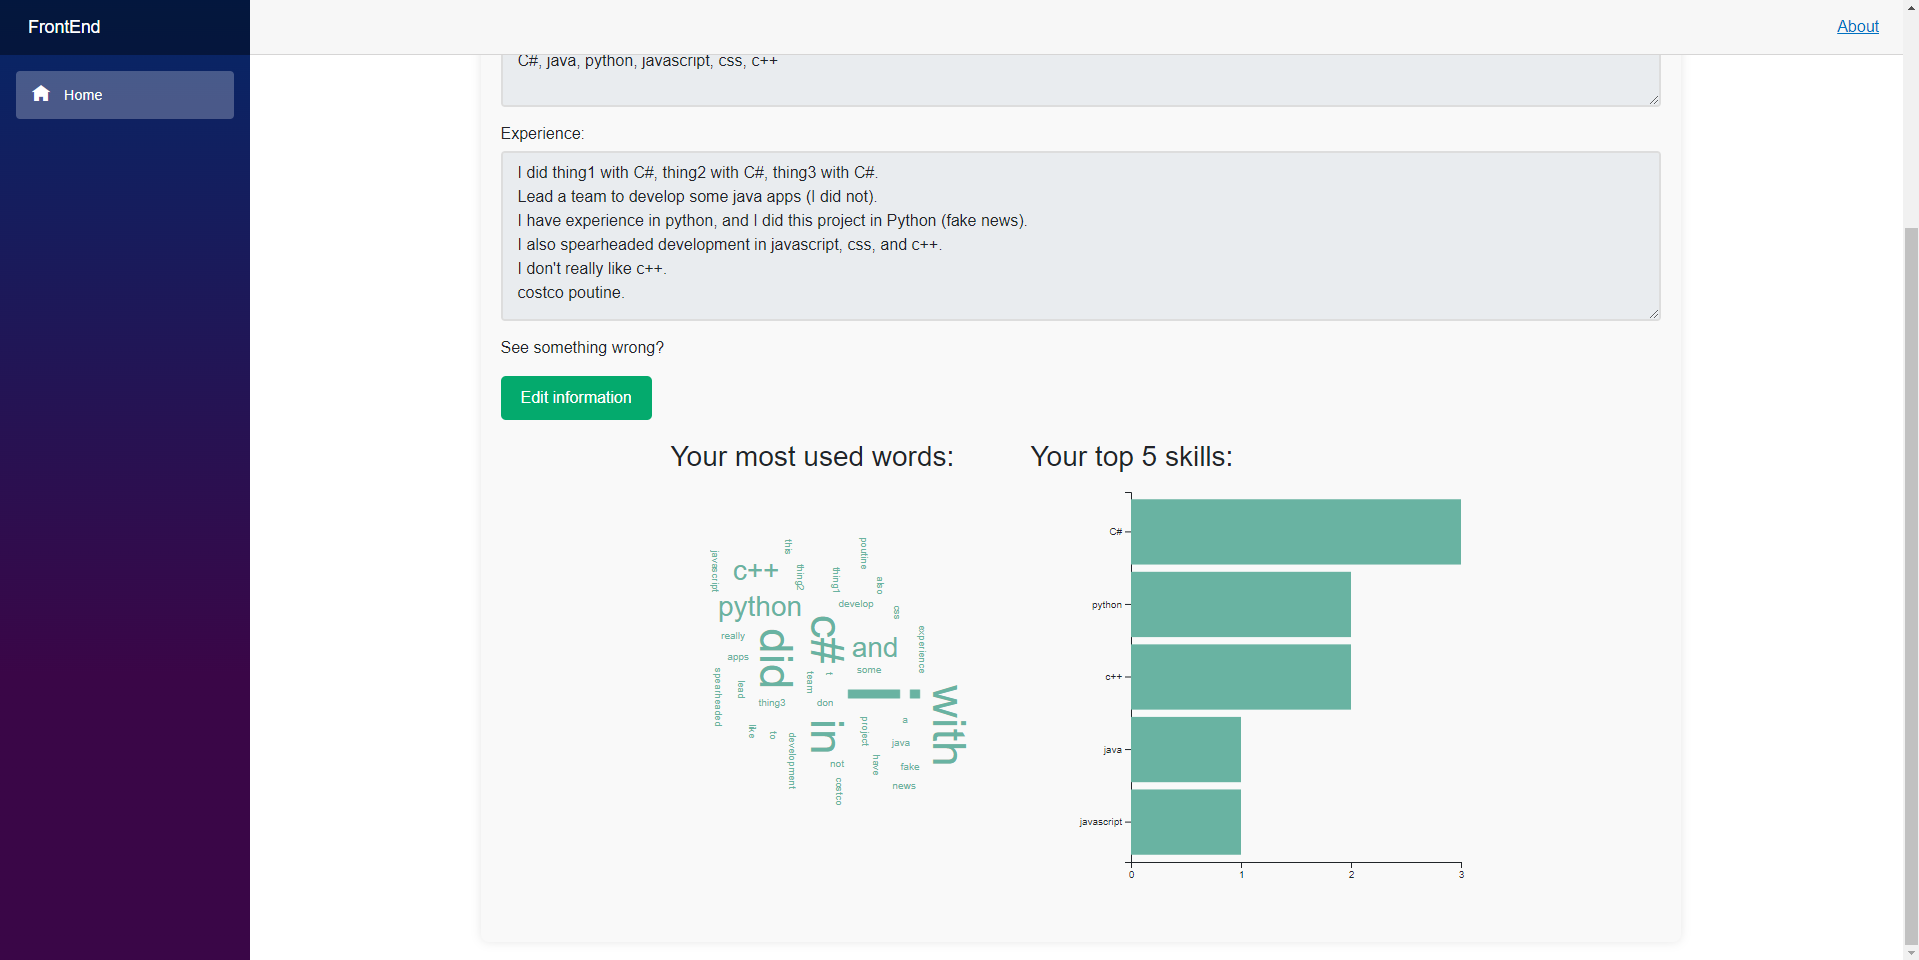 FrontEnd
About
Home
C#, java, python, javascript, css, c++
Experience:
I did thing1 with C#, thing2 with C#, thing3 with C#.
Lead a team to develop some java apps (I did not).
I have experience in python, and I did this project in Python (fake news).
I also spearheaded development in javascript, css, and c++.
I don't really like c++.
costco poutine.
See something wrong?
Edit information
Your most used words:
javascript
c++
this
thing2
thing1
poutine
also
python
develop
css
really
did
c#
and
experience
apps
some
spearheaded
lead
team
t
i
with
thing3
don
like
to
development
in
project
a
java
not
have
fake
costco
news
Your top 5 skills:
C#
python
c++
java
javascript
0 1 2 3